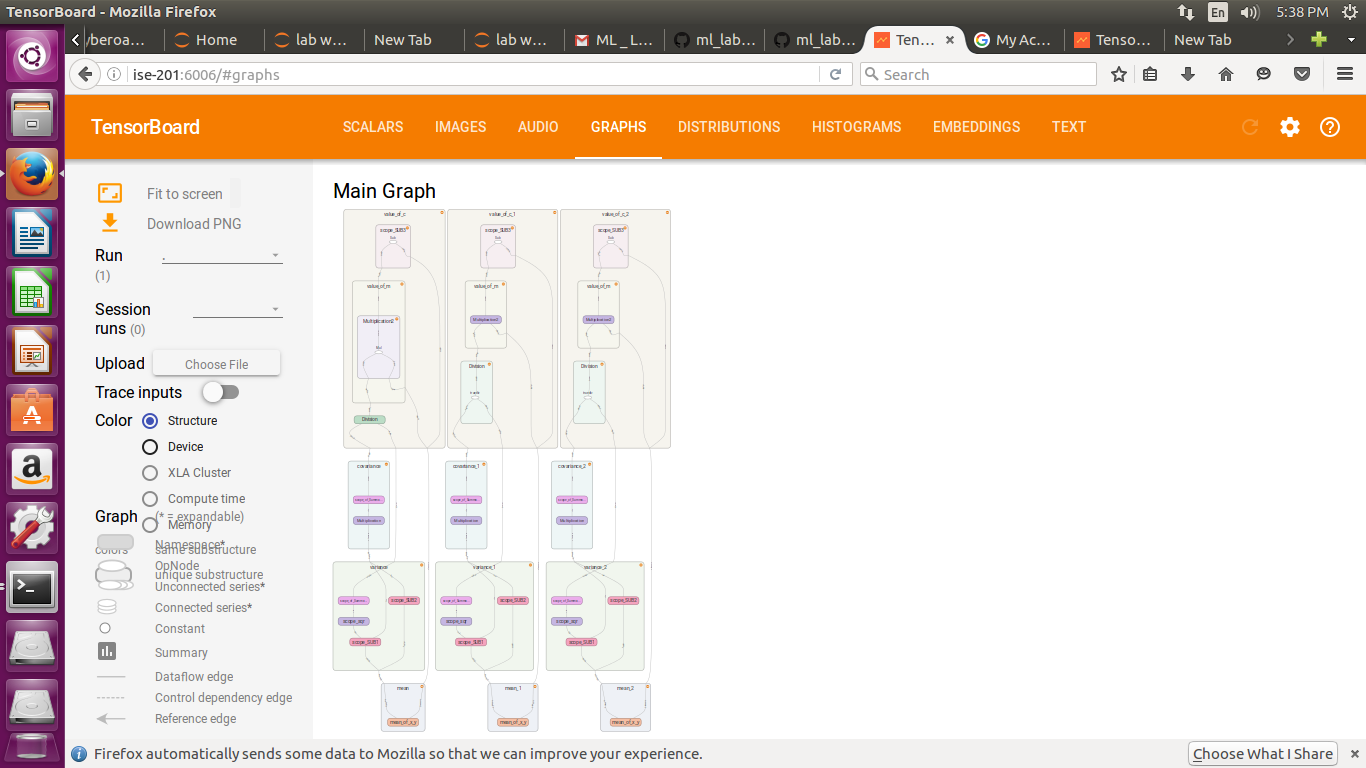 TensorBoard - Mozilla Firefox
En
5:38 PM
/beroa...
Home
lab w...
New Tab
lab w...
ML _ L...
ml_lab...
ml_lab...
Ten...
My Ac...
Tenso...
New Tab
ise-201:6006/#graphs
Search
TensorBoard
SCALARS
IMAGES
AUDIO
GRAPHS
DISTRIBUTIONS
HISTOGRAMS
EMBEDDINGS
TEXT
Fit to screen
Download PNG
Run
(1)
.
Session
runs (0)
Upload
Choose File
Trace inputs
Color
Structure
Device
XLA Cluster
Compute time
Memory
Graph
(* = expandable)
Namespace*
colors
same substructure
OpNode
unique substructure
Unconnected series*
Connected series*
Constant
Summary
Dataflow edge
Control dependency edge
Reference edge
Main Graph
value_of_c
value_of_c_1
value_of_c_2
scope_SUB3
scope_SUB3
scope_SUB3
Sub
Sub
Sub
value_of_m
value_of_m
value_of_m
Multiplication2
Multiplication2
Multiplication2
Mul
Division
Division
Division
covariance
covariance_1
covariance_2
Multiplication
Multiplication
Multiplication
variance
variance_1
variance_2
scope_SUB2
scope_SUB2
scope_SUB2
scope_sqr
scope_sqr
scope_sqr
scope_SUB1
scope_SUB1
scope_SUB1
mean
mean_1
mean_2
mean_of_x_y
mean_of_x_y
mean_of_x_y
Firefox automatically sends some data to Mozilla so that we can improve your experience.
Choose What I Share